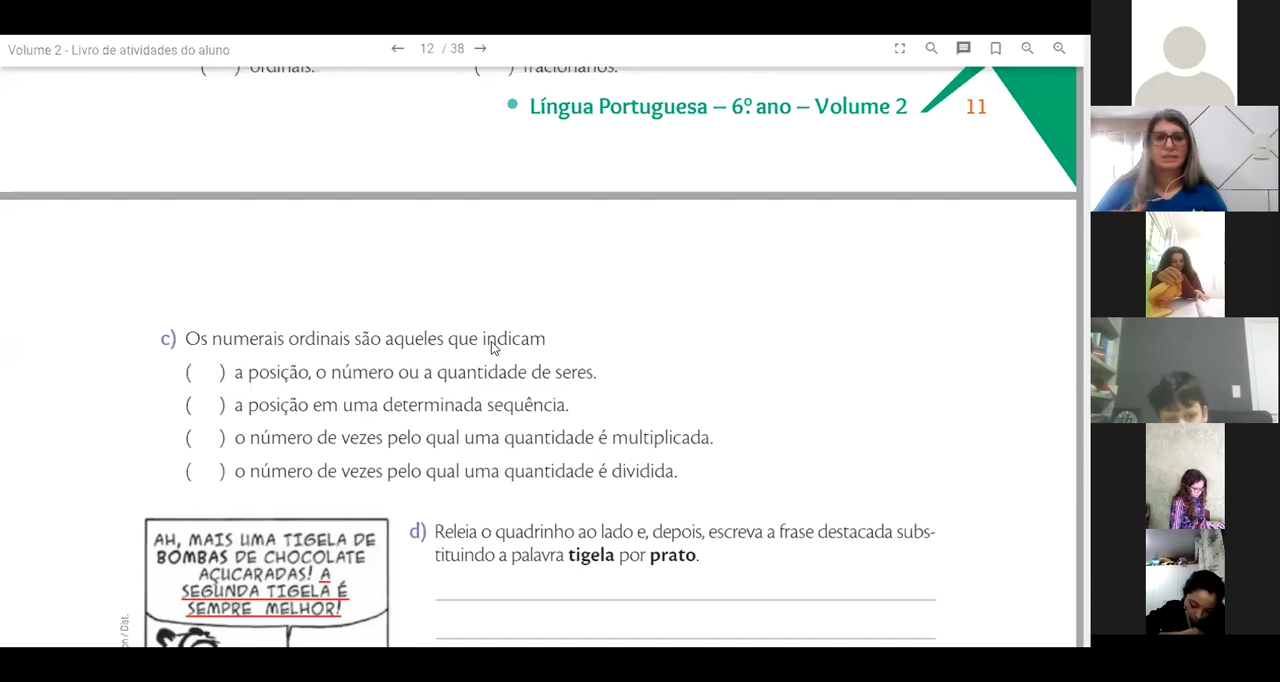 Volume 2 - Livro de atividades do aluno
12 / 38
( ) ordinais.
( ) fracionários.
Língua Portuguesa – 6º. ano – Volume 2
11
c) Os numerais ordinais são aqueles que indicam
( ) a posição, o número ou a quantidade de seres.
( ) a posição em uma determinada sequência.
( ) o número de vezes pelo qual uma quantidade é multiplicada.
( ) o número de vezes pelo qual uma quantidade é dividida.
AH, MAIS UMA TIGELA DE
BOMBAS DE CHOCOLATE
AÇUCARADAS! A
SEGUNDA TIGELA É
SEMPRE MELHOR!
d) Releia o quadrinho ao lado e, depois, escreva a frase destacada subs-
tituindo a palavra tigela por prato.